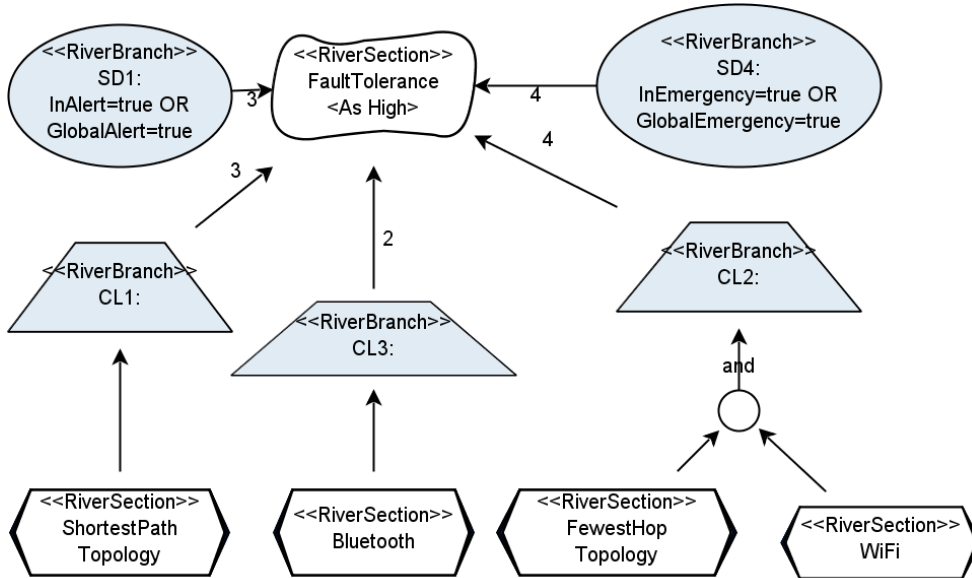 <<RiverBranch>>
SD1:
InAlert=true OR
GlobalAlert=true
3
<<RiverSection>>
FaultTolerance
<As High>
4
<<RiverBranch>>
SD4:
InEmergency=true OR
GlobalEmergency=true
3
2
4
<<RiverBranch>>
CL1:
<<RiverBranch>>
CL3:
<<RiverBranch>>
CL2:
and
<<RiverSection>>
ShortestPath
Topology
<<RiverSection>>
Bluetooth
<<RiverSection>>
FewestHop
Topology
<<RiverSection>>
WiFi